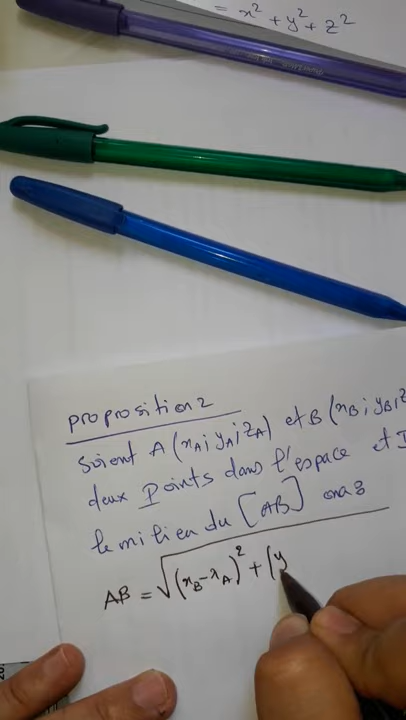 = x² + y² + z²
proposition 2
Soient A (xA; yA; zA) et B (xB; yB; z
deux Points dans l'espace et I
le milieu du [AB] ona:
AB = √(xB - xA)² + (y